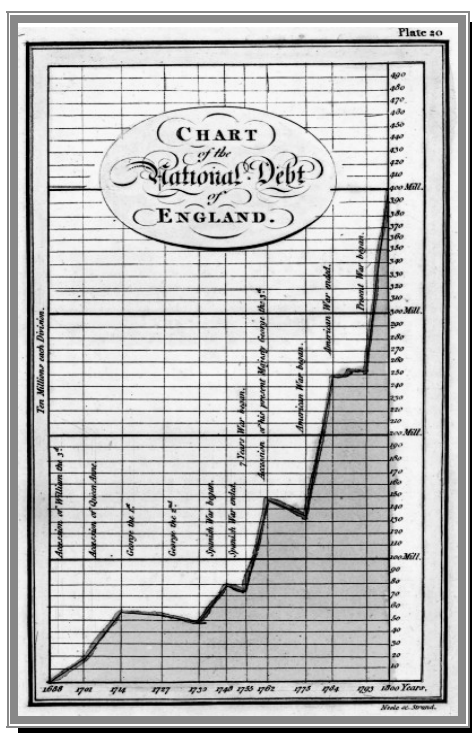 Plate 20
CHART
of the
National Debt
of
ENGLAND.
490
480
470
460
450
440
430
420
410
400 Mill.
390
380
370
360
350
340
330
320
310
300 Mill.
290
280
270
260
250
240
230
220
210
200 Mill.
190
180
170
160
150
140
130
120
110
100 Mill.
90
80
70
60
50
40
30
20
10
Ten Millions each Division.
Accession of William the 3d.
Accession of Queen Anne.
George the 1st.
George the 2nd
Spanish War began.
Spanish War ended.
7 Years War began.
Accession of his present Majesty George the 3d.
American War began.
American War ended.
Present War began.
1688 1701 1714 1727 1739 1748 1755 1762 1775 1784 1793 1800 Years.
Neele sc. Strand.